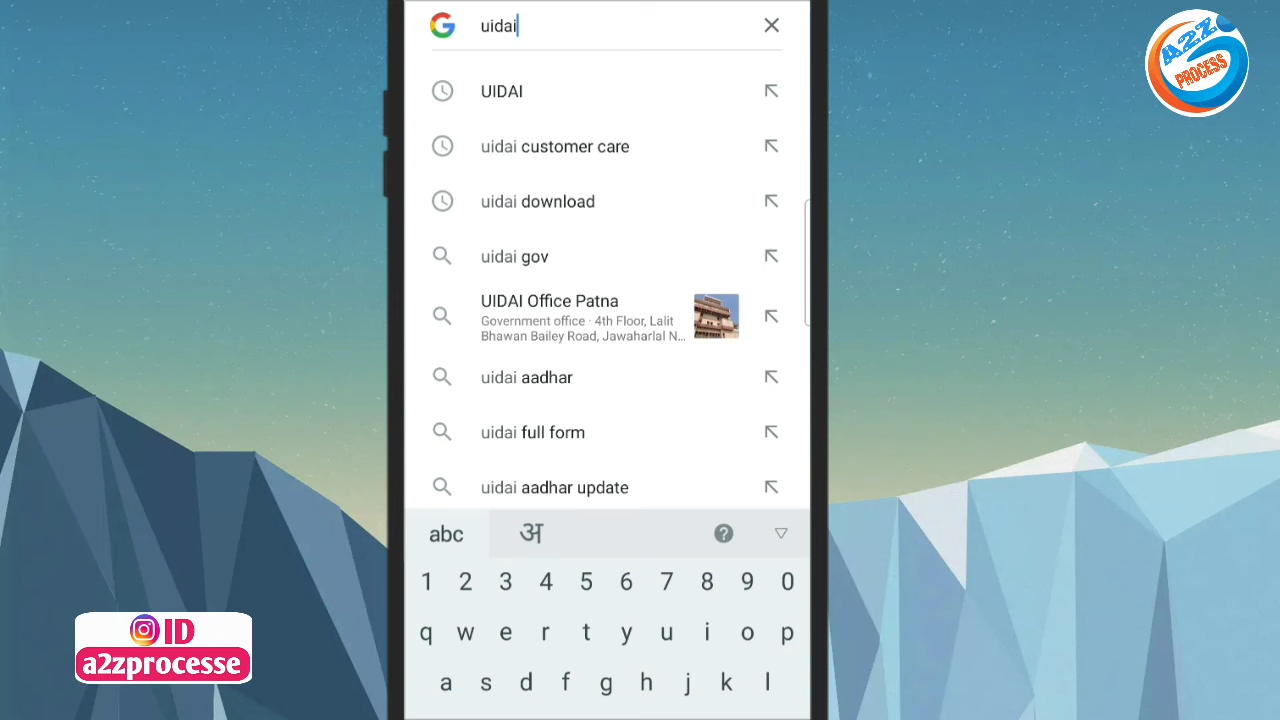 uidai
A2Z
PROCESS
UIDAI
uidai customer care
uidai download
uidai gov
UIDAI Office Patna
Government office · 4th Floor, Lalit
Bhawan Bailey Road, Jawaharlal N...
uidai aadhar
uidai full form
uidai aadhar update
abc अ ?
1 2 3 4 5 6 7 8 9 0
q w e r t y u i o p
a s d f g h j k l
ID
a2zprocesse